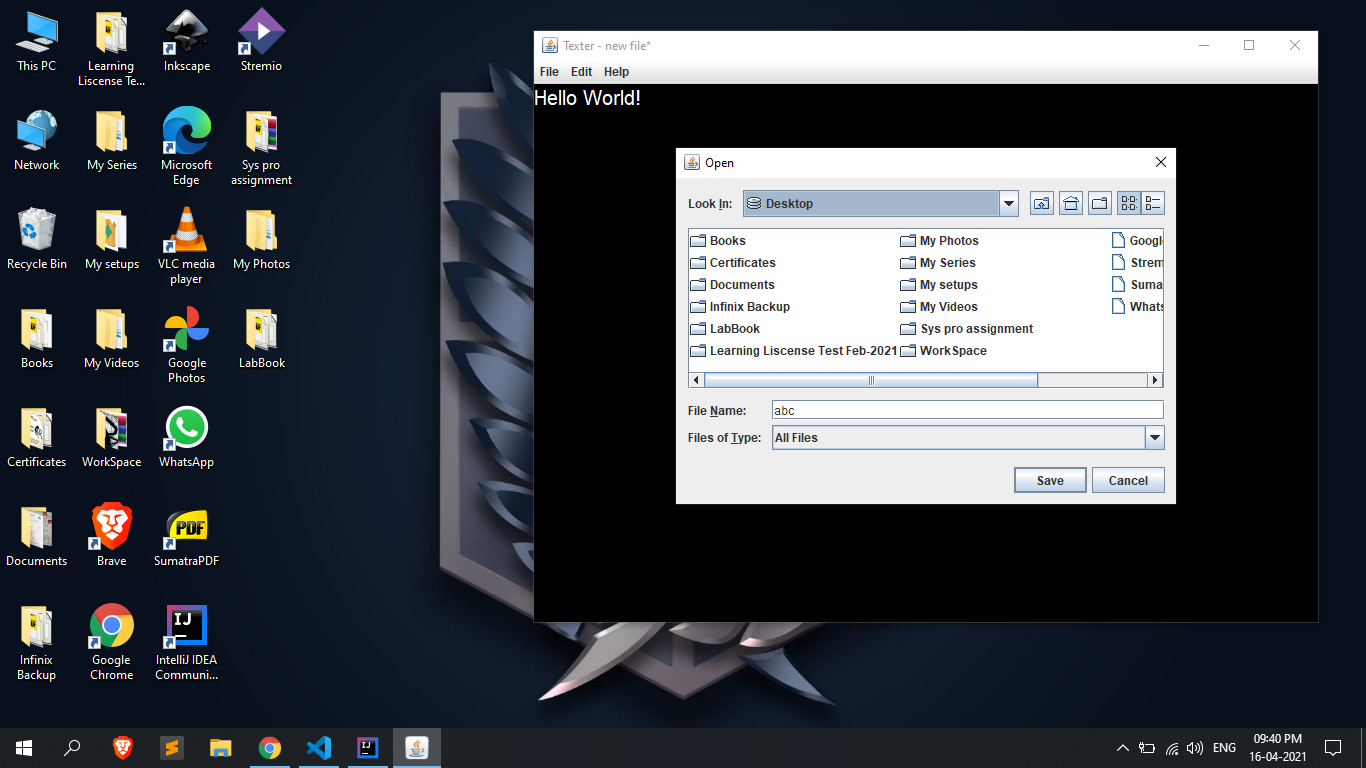 This PC
Learning
Liscense Te...
Inkscape
Stremio
Network
My Series
Microsoft
Edge
Sys pro
assignment
Recycle Bin
My setups
VLC media
player
My Photos
Books
My Videos
Google
Photos
LabBook
Certificates
WorkSpace
WhatsApp
Documents
Brave
PDF
SumatraPDF
Infinix
Backup
Google
Chrome
IJ
IntelliJ IDEA
Communi...
Texter - new file*
File Edit Help
Hello World!
Open
Look In: Desktop
Books My Photos Googl
Certificates My Series Strem
Documents My setups Suma
Infinix Backup My Videos Whats
LabBook Sys pro assignment
Learning Liscense Test Feb-2021 WorkSpace
File Name: abc
Files of Type: All Files
Save Cancel
IJ
ENG
09:40 PM
16-04-2021